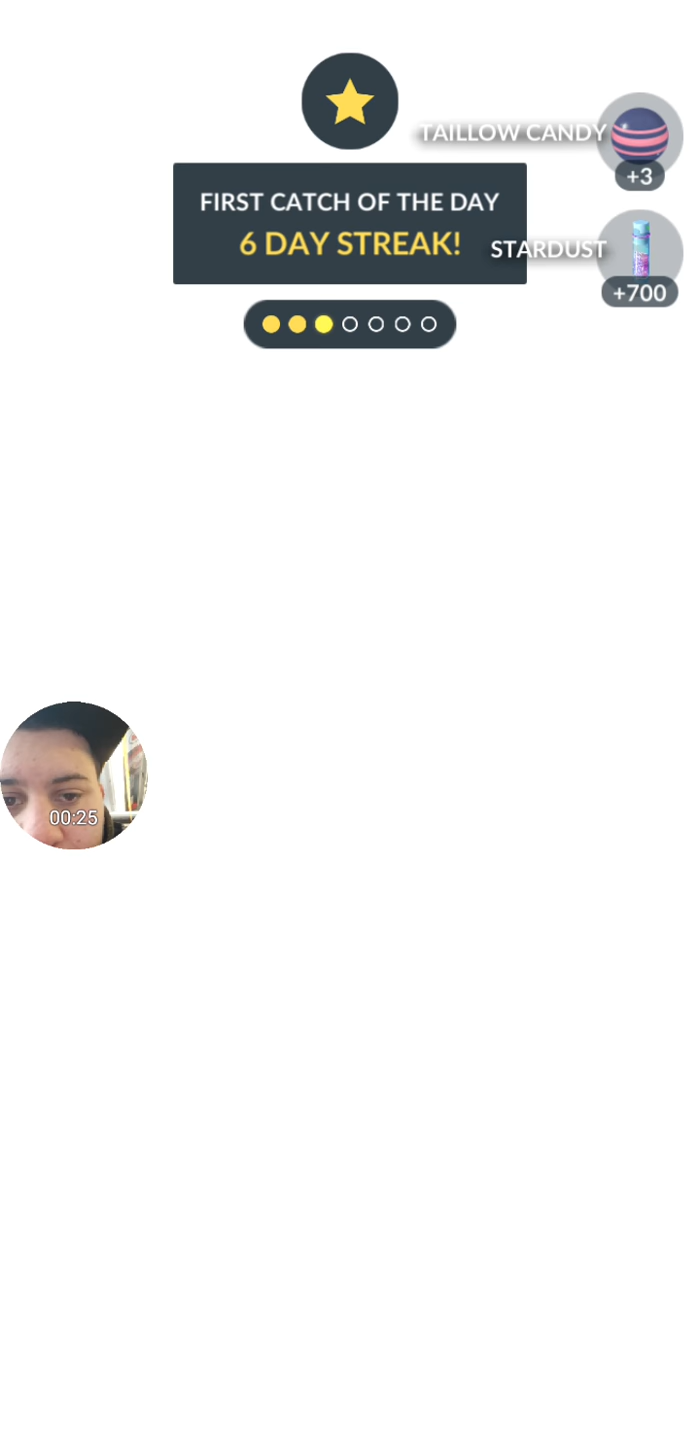 TAILLOW CANDY
+3
FIRST CATCH OF THE DAY
6 DAY STREAK!
STARDUST
+700
00:25